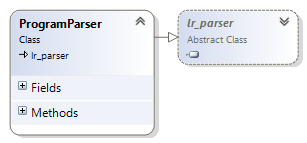 ProgramParser
Class
lr_parser
Fields
Methods
lr_parser
Abstract Class